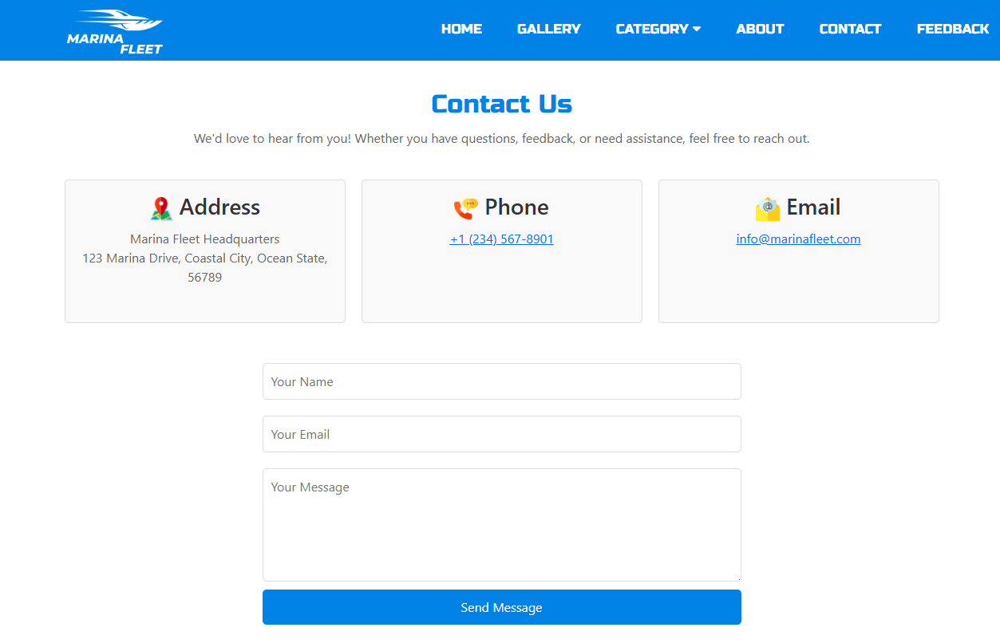 MARINA
FLEET
HOME GALLERY CATEGORY ABOUT CONTACT FEEDBACK
Contact Us
We'd love to hear from you! Whether you have questions, feedback, or need assistance, feel free to reach out.
Address
Marina Fleet Headquarters
123 Marina Drive, Coastal City, Ocean State,
56789
Phone
+1 (234) 567-8901
@ Email
info@marinafleet.com
Your Name
Your Email
Your Message
Send Message